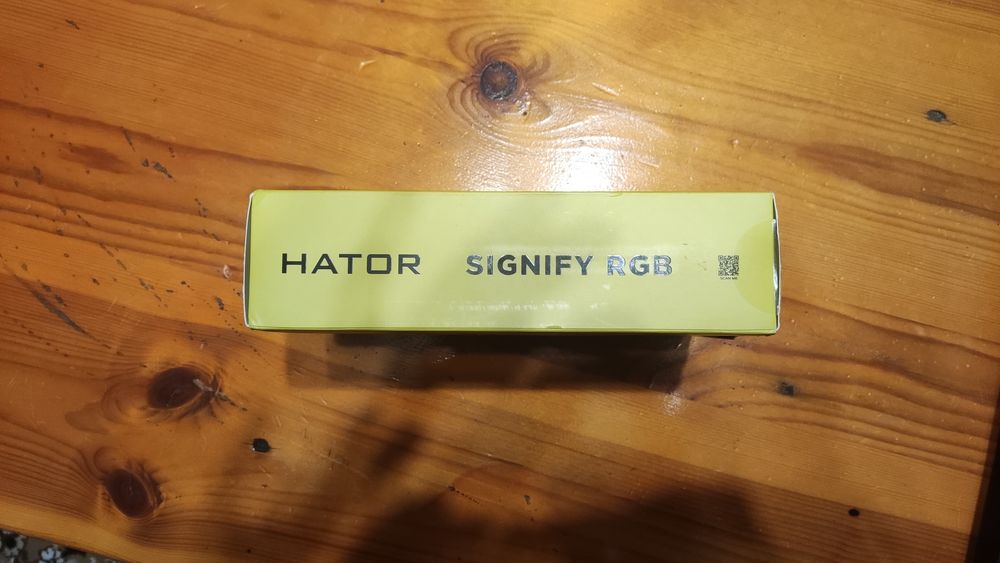 HATOR SIGNIFY RGB
SCAN ME